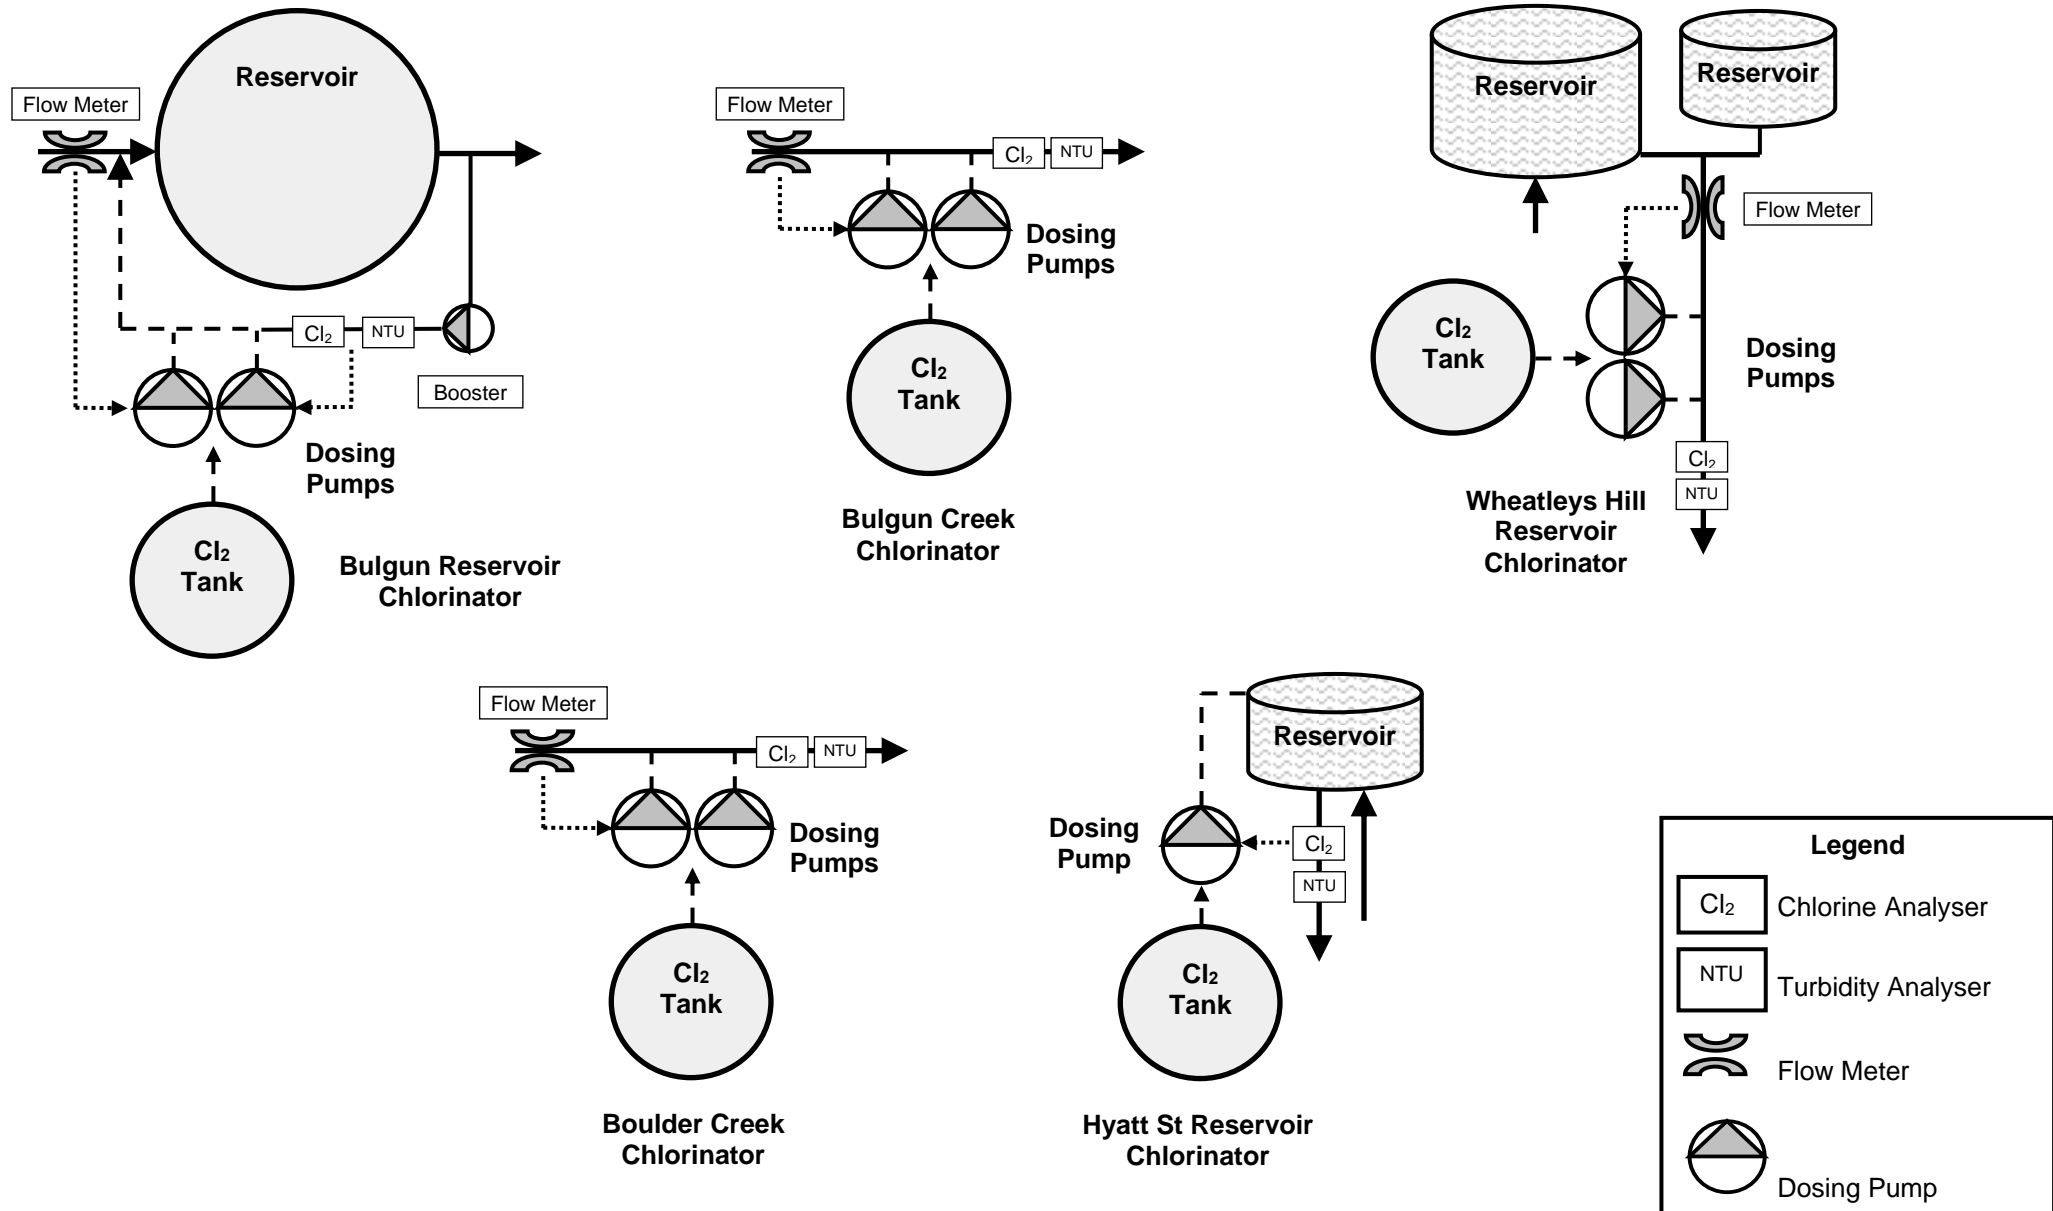 Reservoir
Flow Meter
Cl₂
NTU
Booster
Dosing
Pumps
Cl₂
Tank
Bulgun Reservoir
Chlorinator
Flow Meter
Cl₂
NTU
Dosing
Pumps
Cl₂
Tank
Bulgun Creek
Chlorinator
Reservoir
Reservoir
Flow Meter
Cl₂
Tank
Dosing
Pumps
Cl₂
NTU
Wheatleys Hill
Reservoir
Chlorinator
Flow Meter
Cl₂
NTU
Dosing
Pumps
Cl₂
Tank
Boulder Creek
Chlorinator
Reservoir
Dosing
Pump
Cl₂
NTU
Cl₂
Tank
Hyatt St Reservoir
Chlorinator
Legend
Cl₂ Chlorine Analyser
NTU Turbidity Analyser
Flow Meter
Dosing Pump